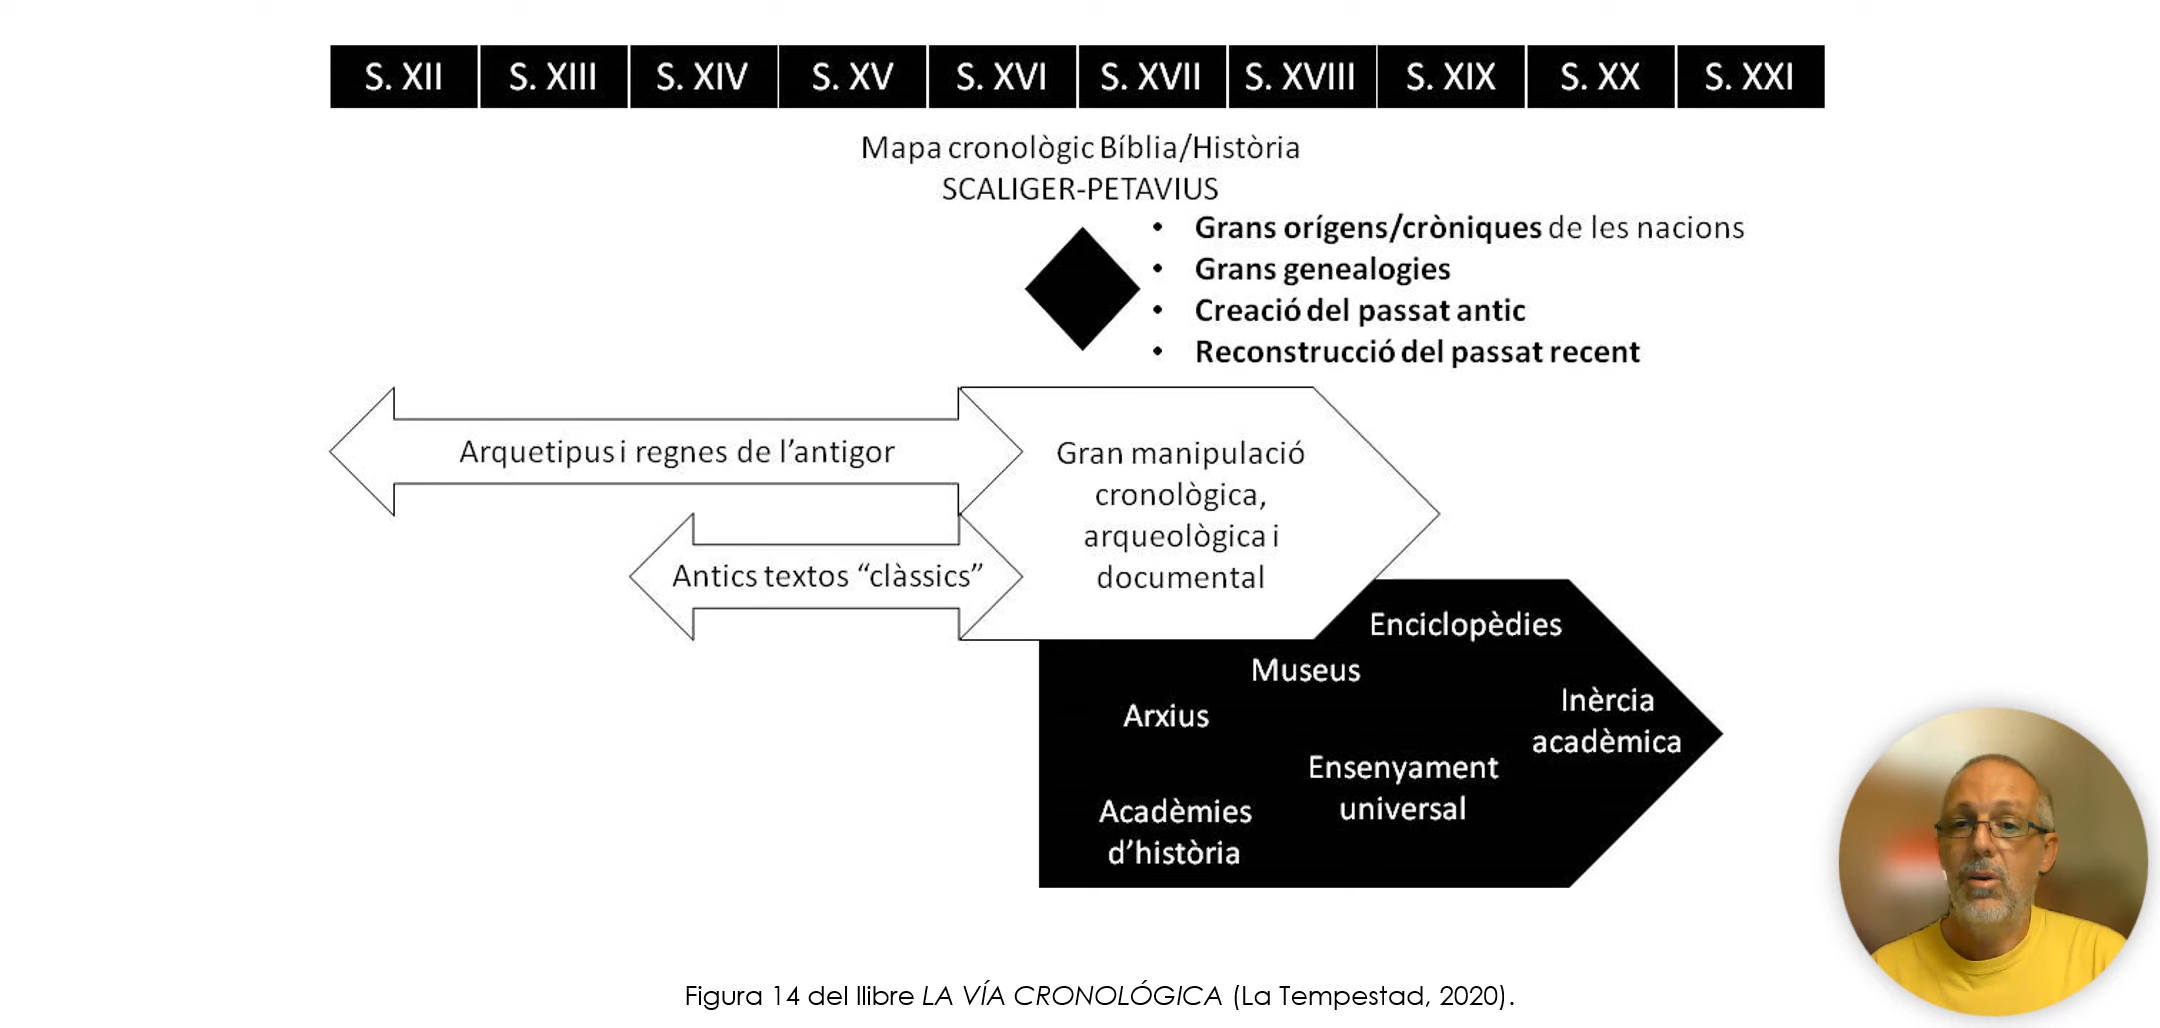 S. XII S. XIII S. XIV S. XV S. XVI S. XVII S. XVIII S. XIX S. XX S. XXI
Mapa cronològic Bíblia/Història
SCALIGER-PETAVIUS
• Grans orígens/cròniques de les nacions
• Grans genealogies
• Creació del passat antic
• Reconstrucció del passat recent
Arquetipus i regnes de l’antigor
Antics textos “clàssics”
Gran manipulació
cronològica,
arqueològica i
documental
Enciclopèdies
Museus
Arxius
Inèrcia
acadèmica
Ensenyament
universal
Acadèmies
d’història
Figura 14 del llibre LA VÍA CRONOLÓGICA (La Tempestad, 2020).